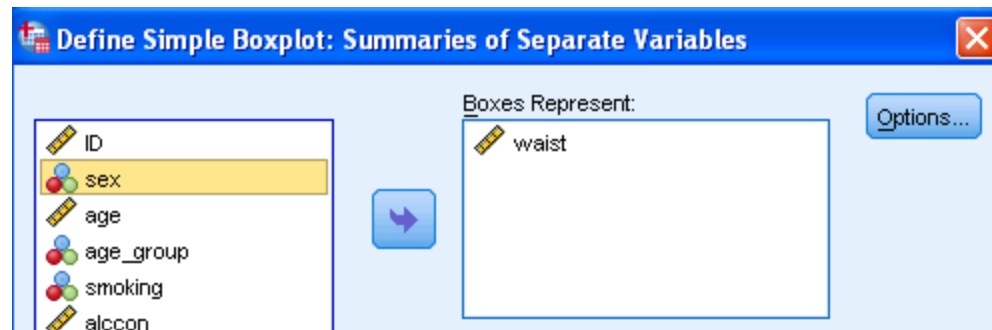 Define Simple Boxplot: Summaries of Separate Variables
Boxes Represent:
Options...
ID
waist
sex
age
age_group
smoking
alccon